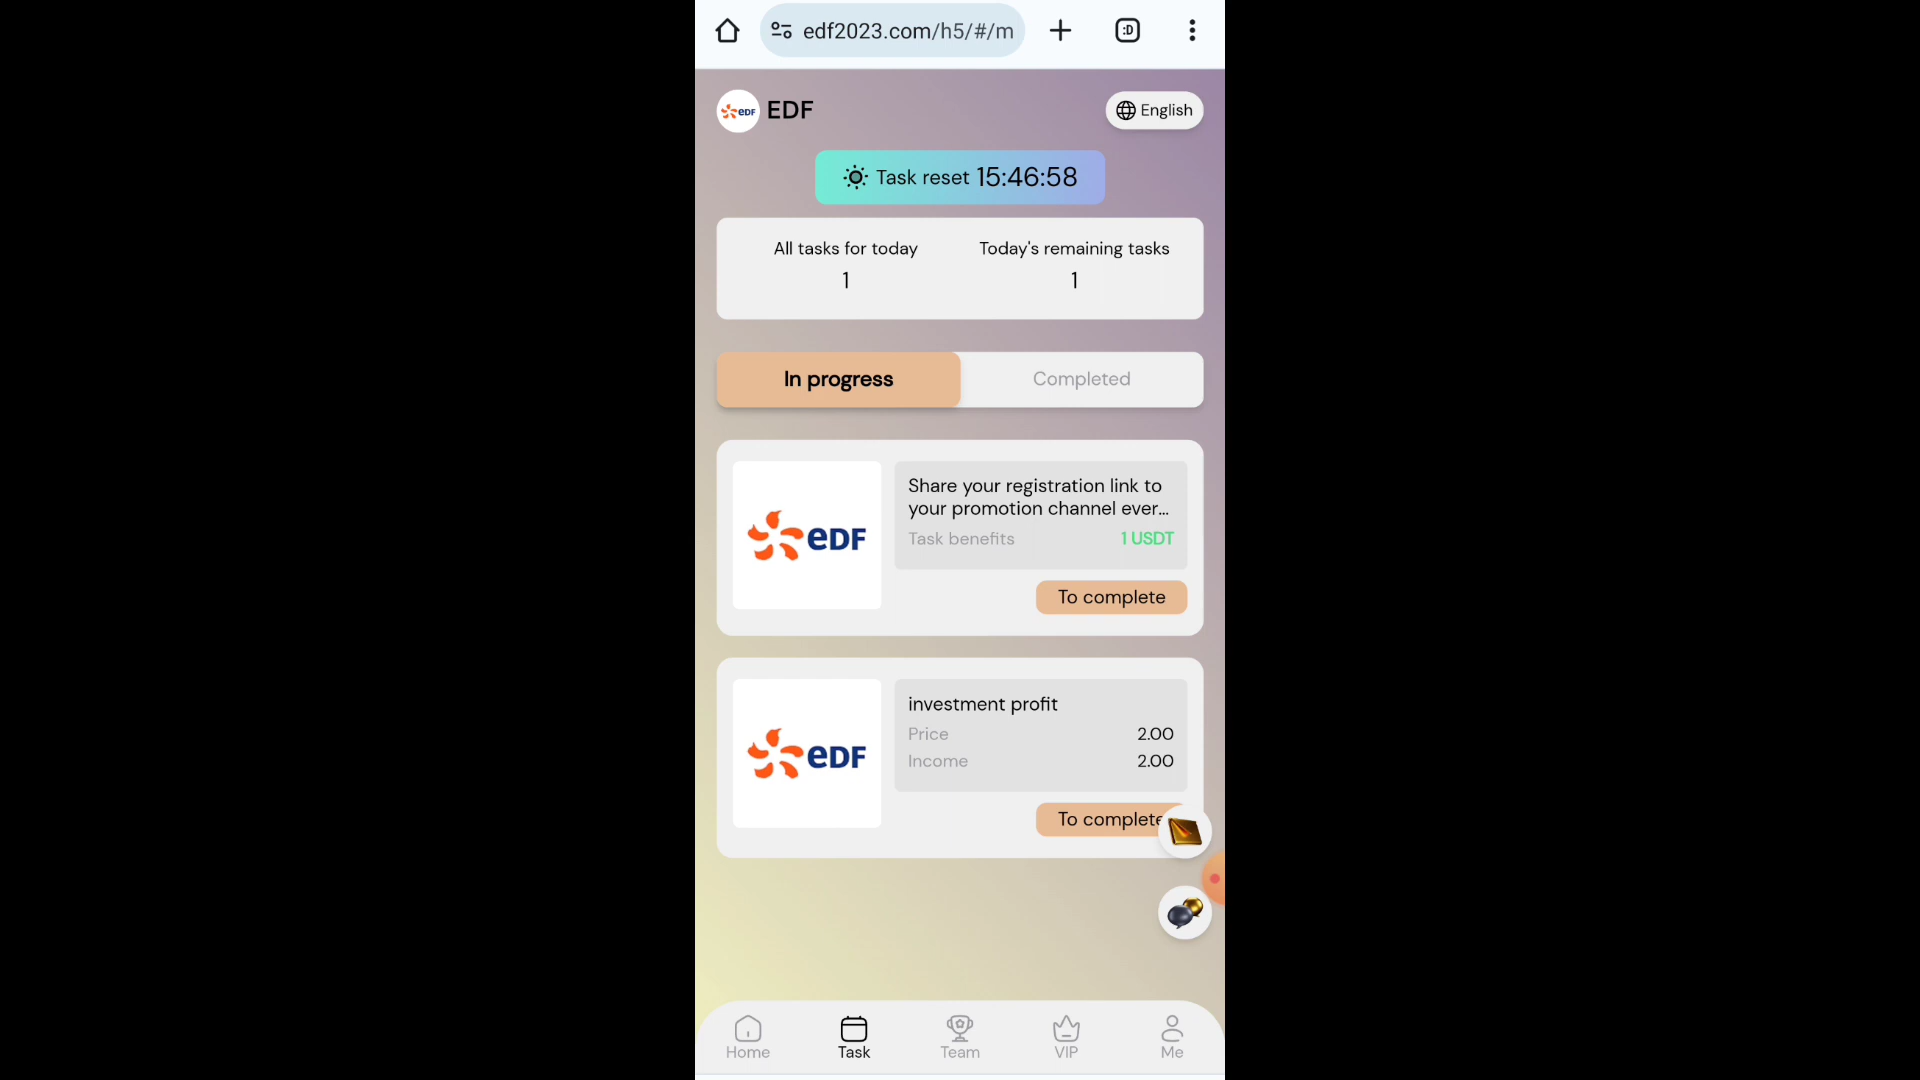 edf2023.com/h5/#/m
:D
eDF EDF
English
Task reset 15:46:58
All tasks for today
Today's remaining tasks
1
1
In progress
Completed
eDF
Share your registration link to
your promotion channel ever...
Task benefits 1 USDT
To complete
eDF
investment profit
Price 2.00
Income 2.00
To complete
Home
Task
Team
VIP
Me